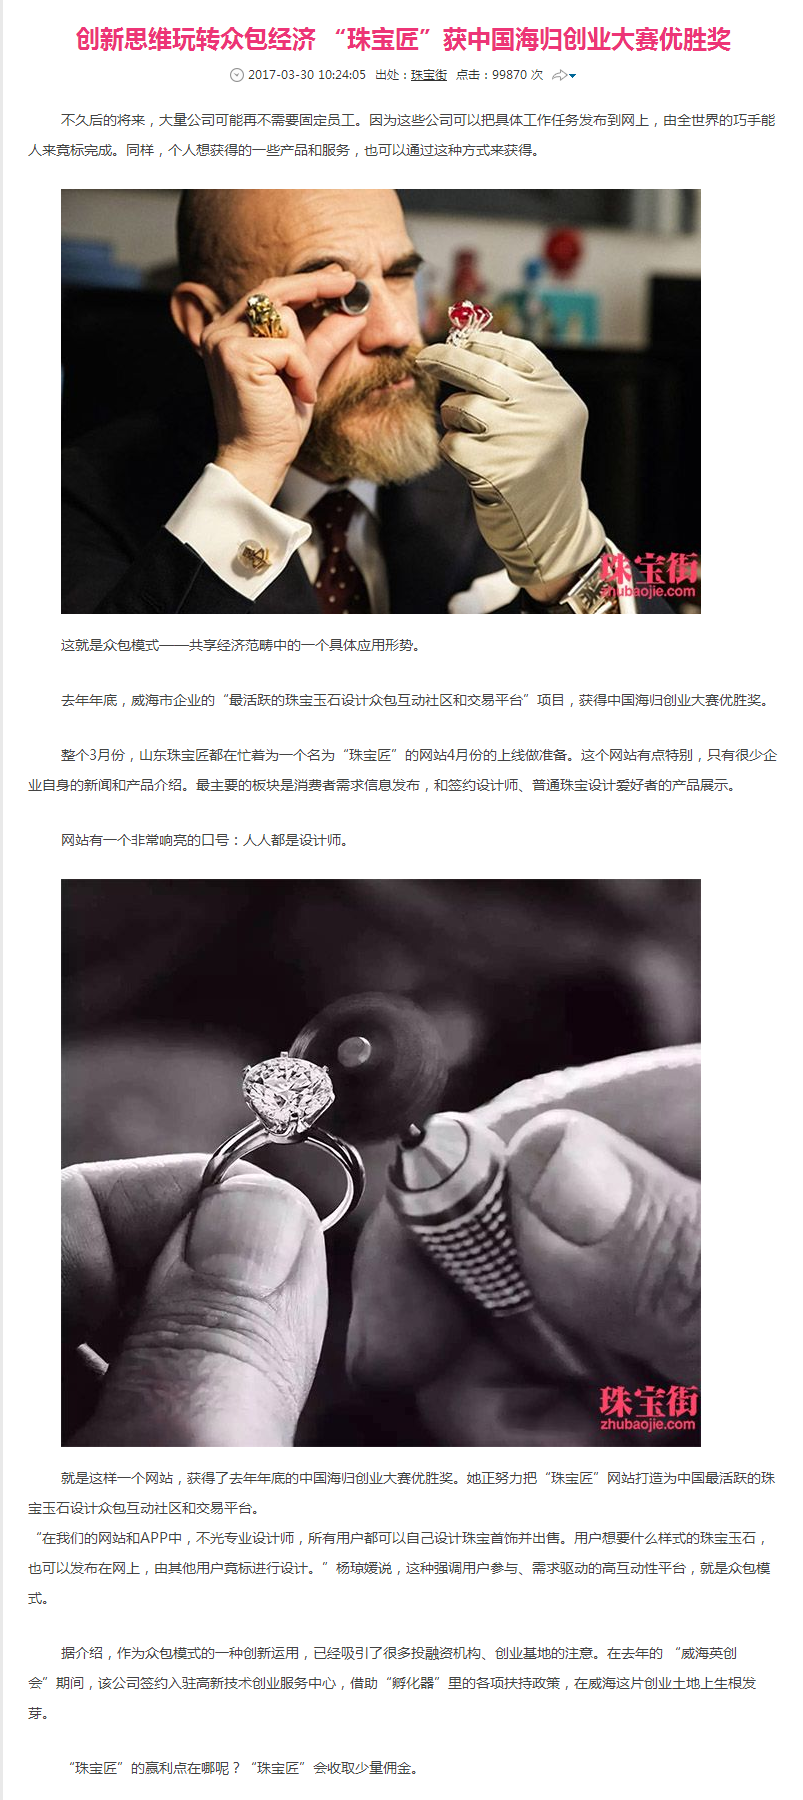 创新思维玩转众包经济 “珠宝匠”获中国海归创业大赛优胜奖
2017-03-30 10:24:05 出处：珠宝街 点击：99870 次
不久后的将来，大量公司可能再不需要固定员工。因为这些公司可以把具体工作任务发布到网上，由全世界的巧手能
人来竟标完成。同样，个人想获得的一些产品和服务，也可以通过这种方式来获得。
珠宝街
zhubaojie.com
这就是众包模式——共享经济范畴中的一个具体应用形势。
去年年底，威海市企业的“最活跃的珠宝玉石设计众包互动社区和交易平台”项目，获得中国海归创业大赛优胜奖。
整个3月份，山东珠宝匠都在忙着为一个名为“珠宝匠”的网站4月份的上线做准备。这个网站有点特别，只有很少企
业自身的新闻和产品介绍。最主要的板块是消费者需求信息发布，和签约设计师、普通珠宝设计爱好者的产品展示。
网站有一个非常响亮的口号：人人都是设计师。
珠宝街
zhubaojie.com
就是这样一个网站，获得了去年年底的中国海归创业大赛优胜奖。她正努力把“珠宝匠”网站打造为中国最活跃的珠
宝玉石设计众包互动社区和交易平台。
“在我们的网站和APP中，不光专业设计师，所有用户都可以自己设计珠宝首饰并出售。用户想要什么样式的珠宝玉石，
也可以发布在网上，由其他用户竟标进行设计。”杨琼媛说，这种强调用户参与、需求驱动的高互动性平台，就是众包模
式。
据介绍，作为众包模式的一种创新运用，已经吸引了很多投融资机构、创业基地的注意。在去年的 “威海英创
会”期间，该公司签约入驻高新技术创业服务中心，借助“孵化器”里的各项扶持政策，在威海这片创业土地上生根发
芽。
“珠宝匠”的赢利点在哪呢？“珠宝匠”会收取少量佣金。